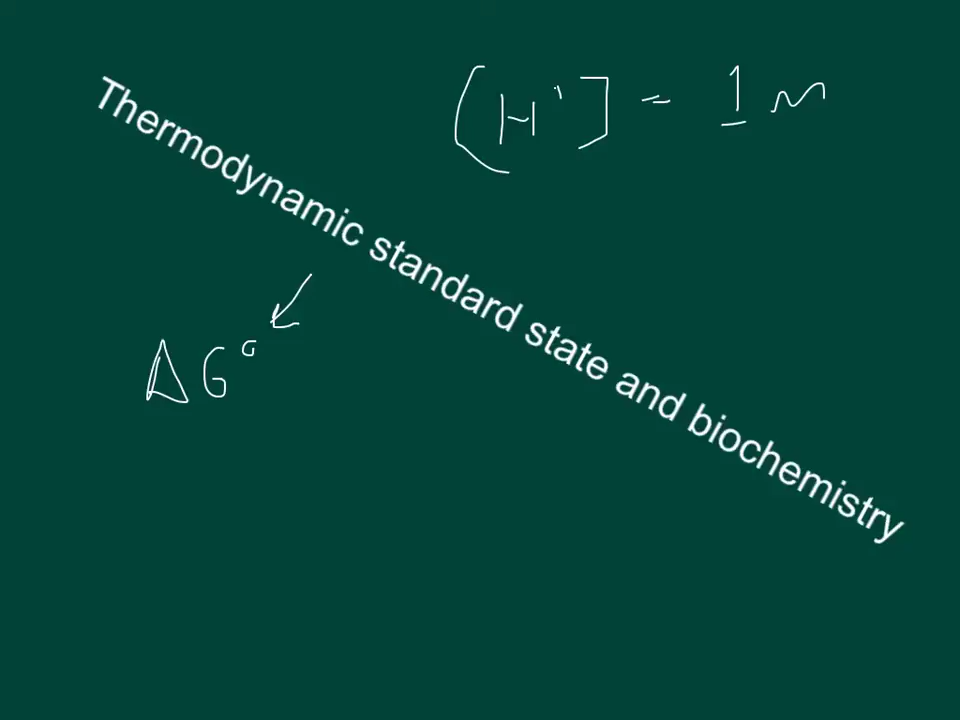 [H+] = 1 M
Thermodynamic standard state and biochemistry
ΔG°